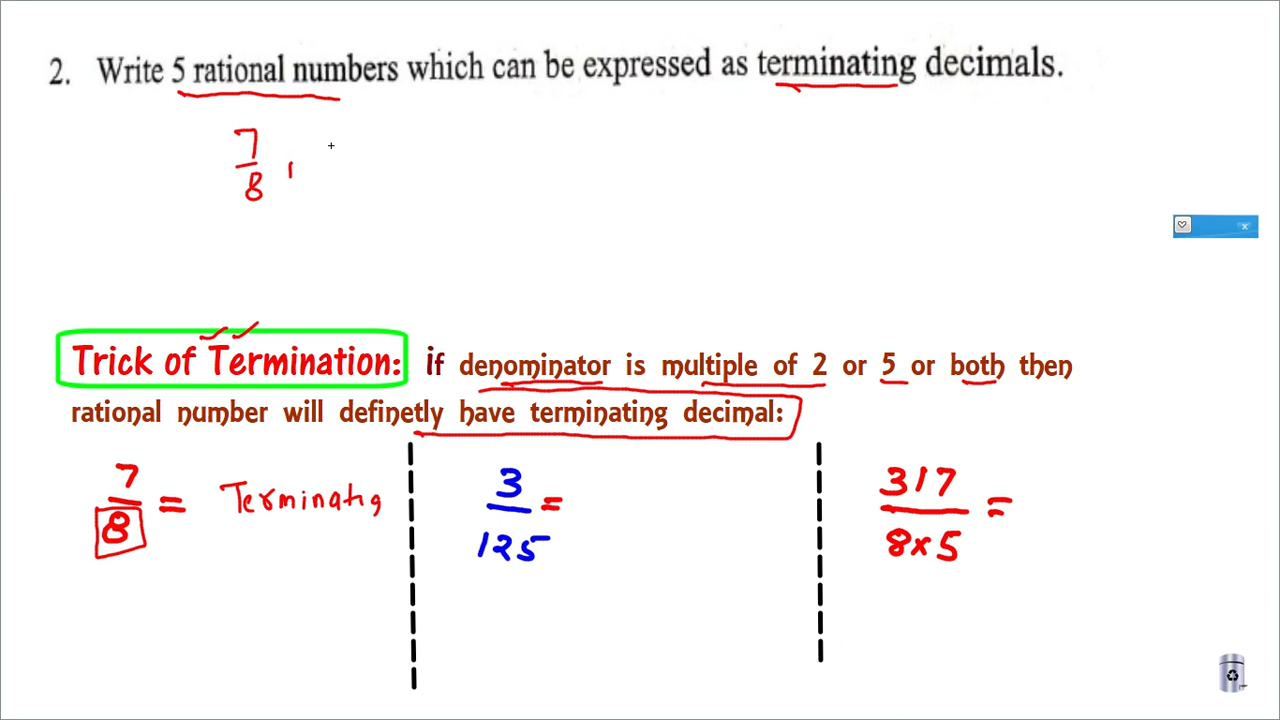 2. Write 5 rational numbers which can be expressed as terminating decimals.
7/8 ,
Trick of Termination: if denominator is multiple of 2 or 5 or both then
rational number will definetly have terminating decimal:
7/8 = Terminatig
3/125 =
317/8×5 =